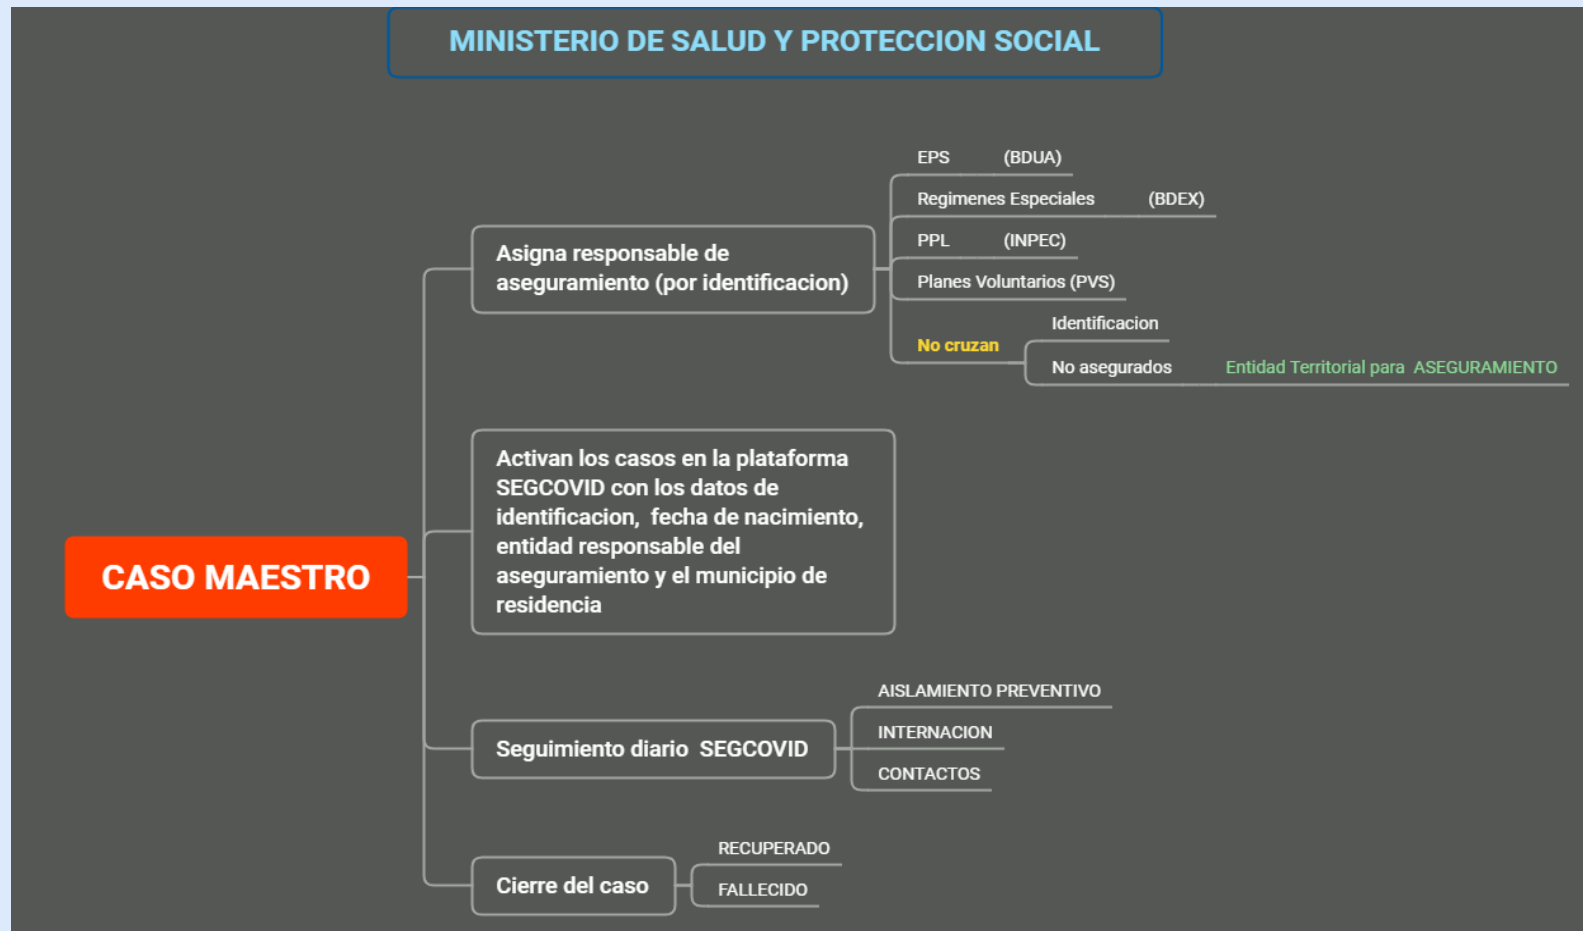 MINISTERIO DE SALUD Y PROTECCION SOCIAL
CASO MAESTRO
Asigna responsable de
aseguramiento (por identificacion)
EPS (BDUA)
Regimenes Especiales (BDEX)
PPL (INPEC)
Planes Voluntarios (PVS)
No cruzan
Identificacion
No asegurados Entidad Territorial para ASEGURAMIENTO
Activan los casos en la plataforma
SEGCOVID con los datos de
identificacion, fecha de nacimiento,
entidad responsable del
aseguramiento y el municipio de
residencia
Seguimiento diario SEGCOVID
AISLAMIENTO PREVENTIVO
INTERNACION
CONTACTOS
Cierre del caso
RECUPERADO
FALLECIDO